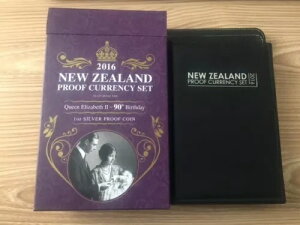 2016
NEW ZEALAND
PROOF CURRENCY SET
Queen Elizabeth II - 90th Birthday
1oz SILVER PROOF COIN
NEW ZEALAND
PROOF CURRENCY SET